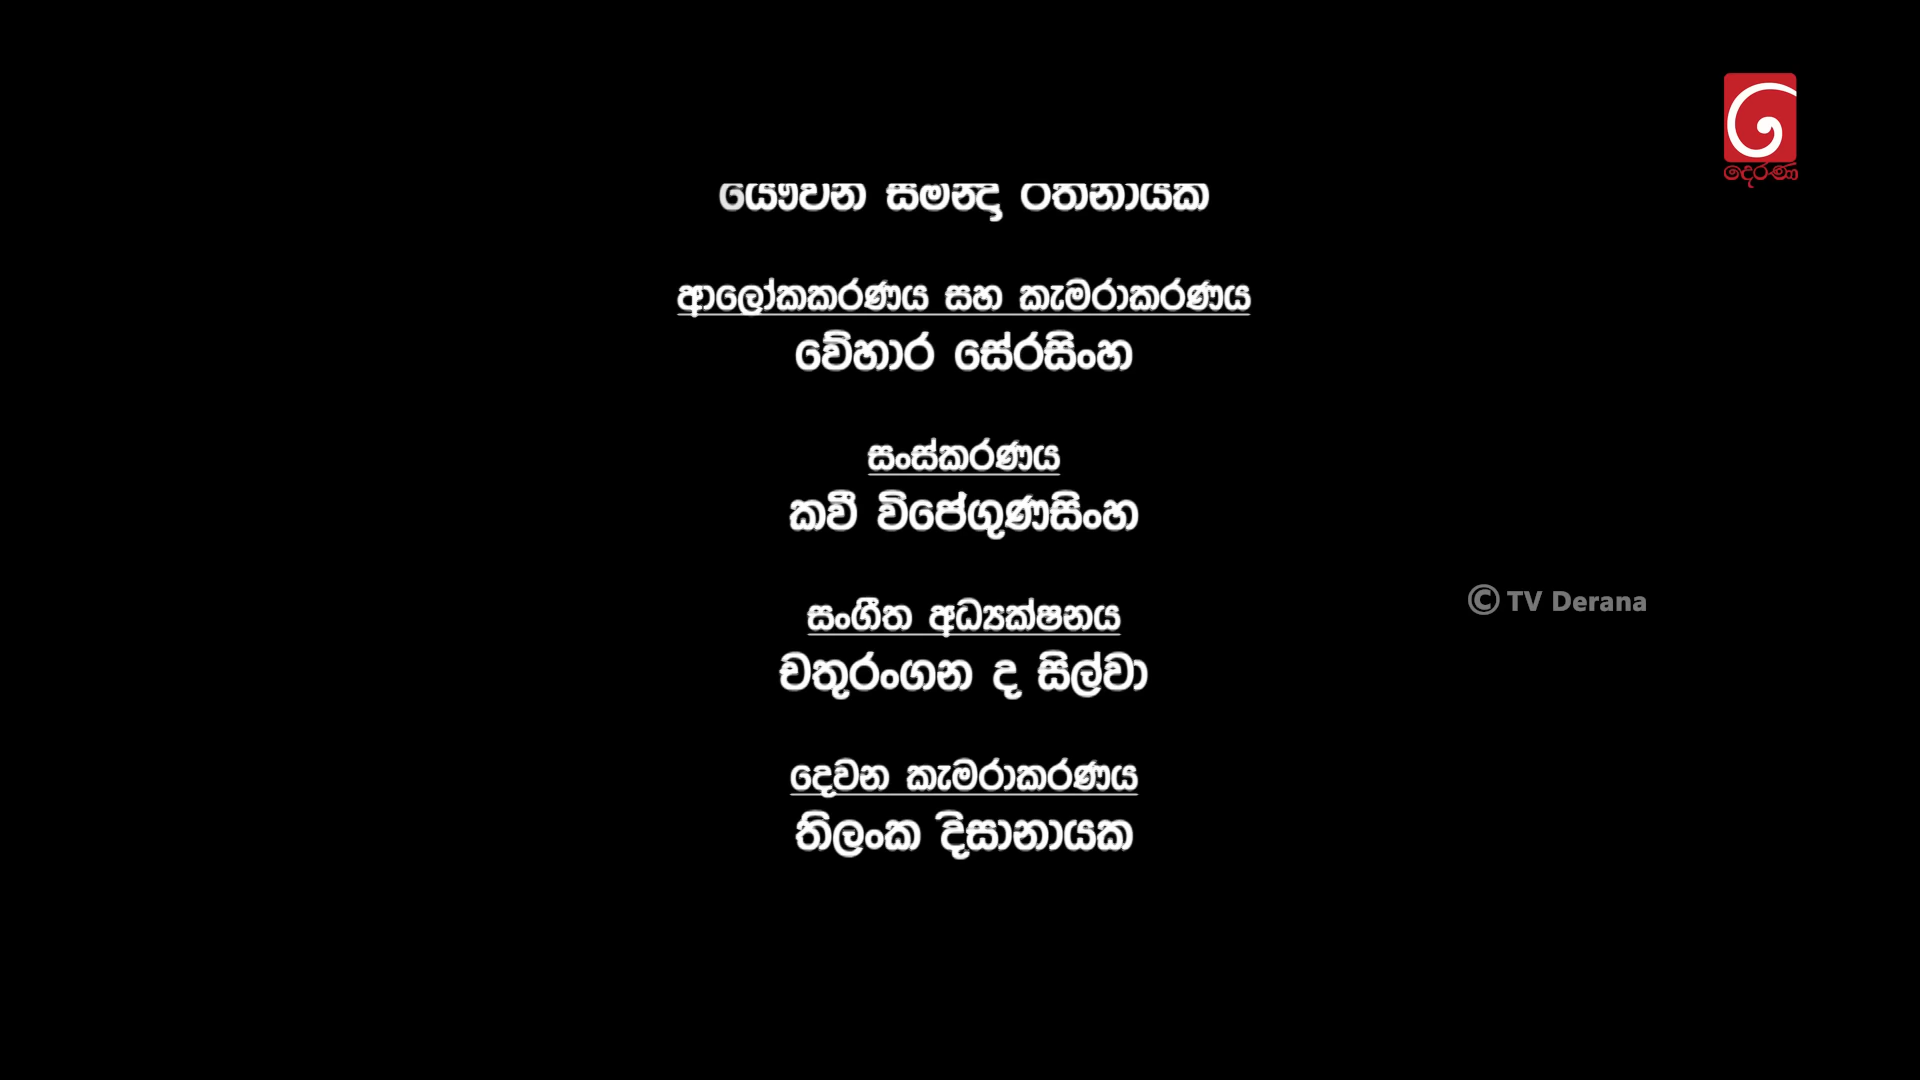 යෞවන සමන්දා රත්නායක
දෙරණ
ආලෝකකරණය සහ කැමරාකරණය
වේහාර සේරසිංහ
සංස්කරණය
කවී විජේගුණසිංහ
© TV Derana
සංගීත අධ්‍යක්ෂනය
චතුරංගන ද සිල්වා
දෙවන කැමරාකරණය
තිලංක දිසානායක